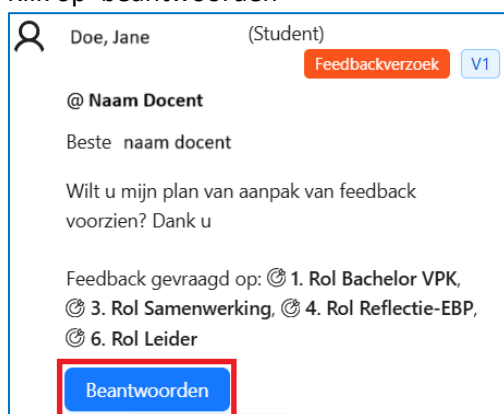 Klik op 'beantwoorden'
Doe, Jane (Student)
Feedbackverzoek V1
@ Naam Docent
Beste naam docent
Wilt u mijn plan van aanpak van feedback
voorzien? Dank u
Feedback gevraagd op: 1. Rol Bachelor VPK,
3. Rol Samenwerking, 4. Rol Reflectie-EBP,
6. Rol Leider
Beantwoorden